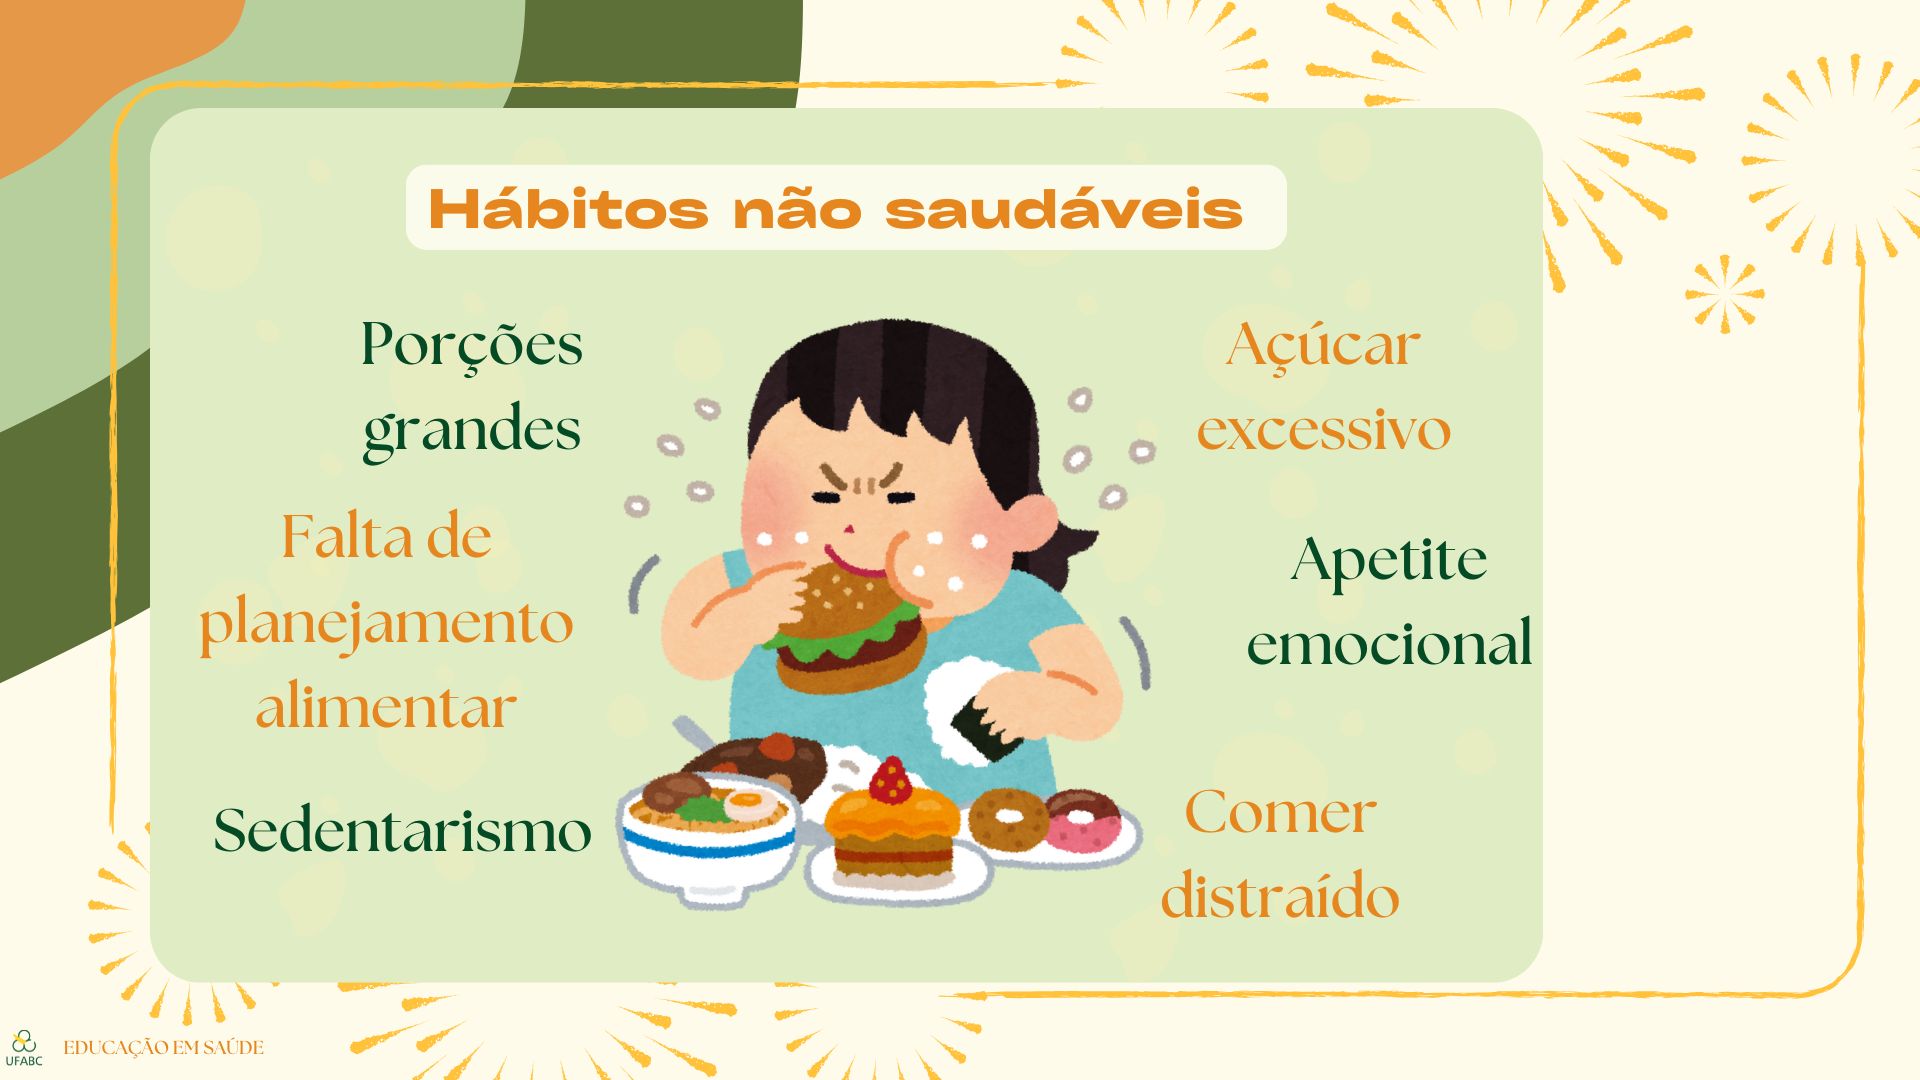 Hábitos não saudáveis
Porções
grandes
Falta de
planejamento
alimentar
Sedentarismo
Açúcar
excessivo
Apetite
emocional
Comer
distraído
UFABC
EDUCAÇÃO EM SAÚDE